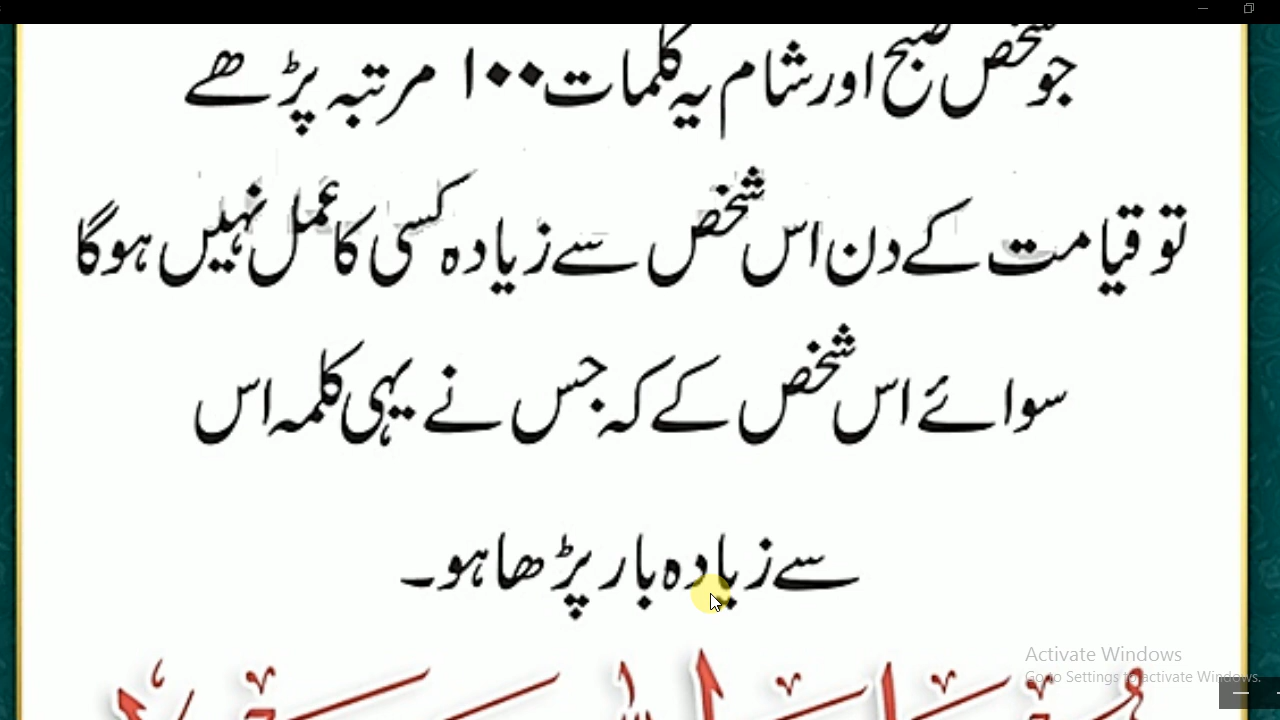 جو شخص صبح اور شام یہ کلمات ۱۰۰ مرتبہ پڑھے
تو قیامت کے دن اس شخص سے زیادہ کسی کا عمل نہیں ہوگا
سوائے اس شخص کے کہ جس نے یہی کلمہ اس
سے زیادہ بار پڑھا ہو۔
Activate Windows
Go to Settings to activate Windows.